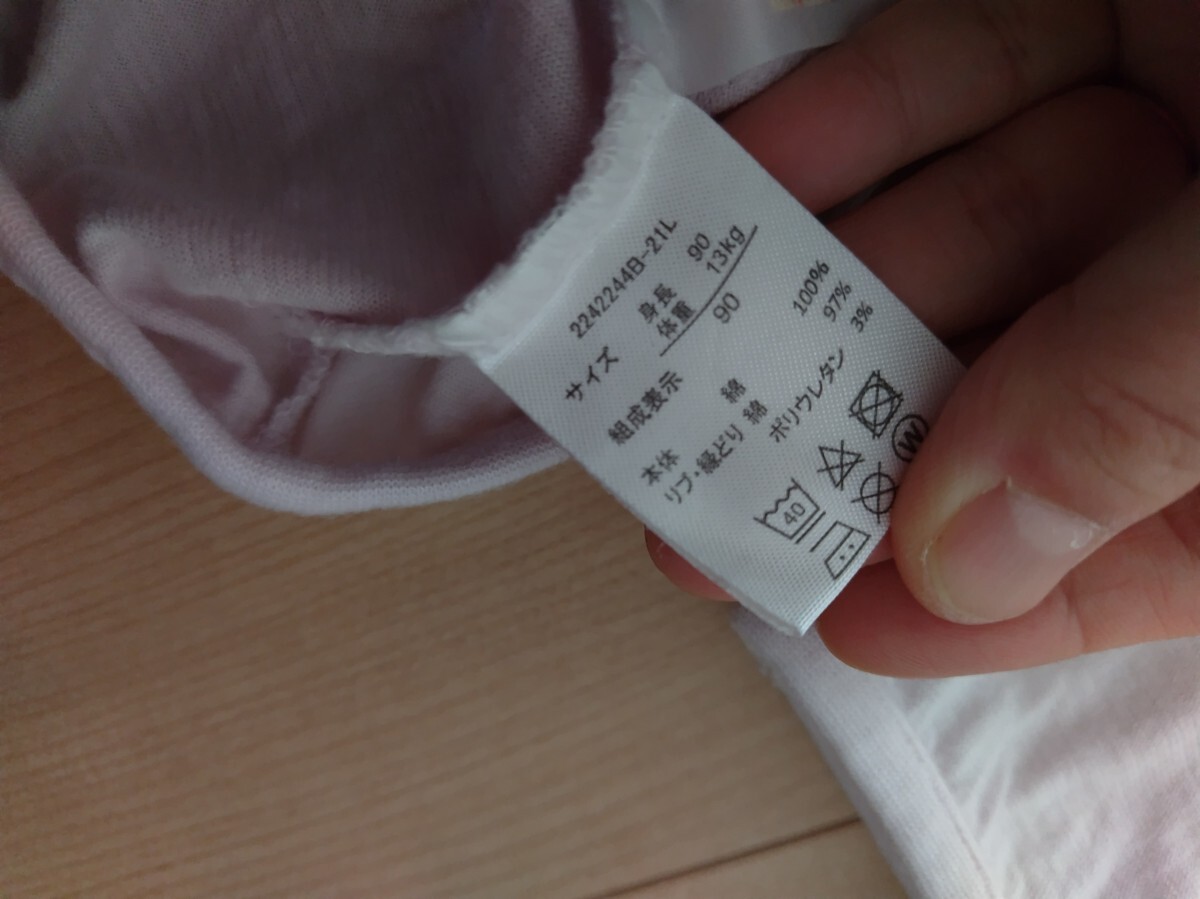 2242244B-21L
サイズ 身長 90
体重 13kg
90
組成表示
本体 綿 100%
リブ・縁どり 綿 97%
ポリウレタン 3%
40
W